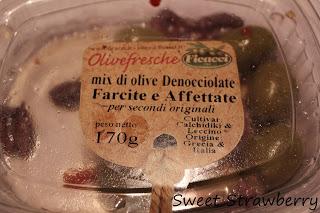 Olivefresche
Ficacci
mix di olive Denocciolate
Farcite e Affettate
per secondi originali
peso netto
170g
Cultivar:
Calchidiki &
Leccino
Origine:
Grecia &
Italia
Sweet Strawberry